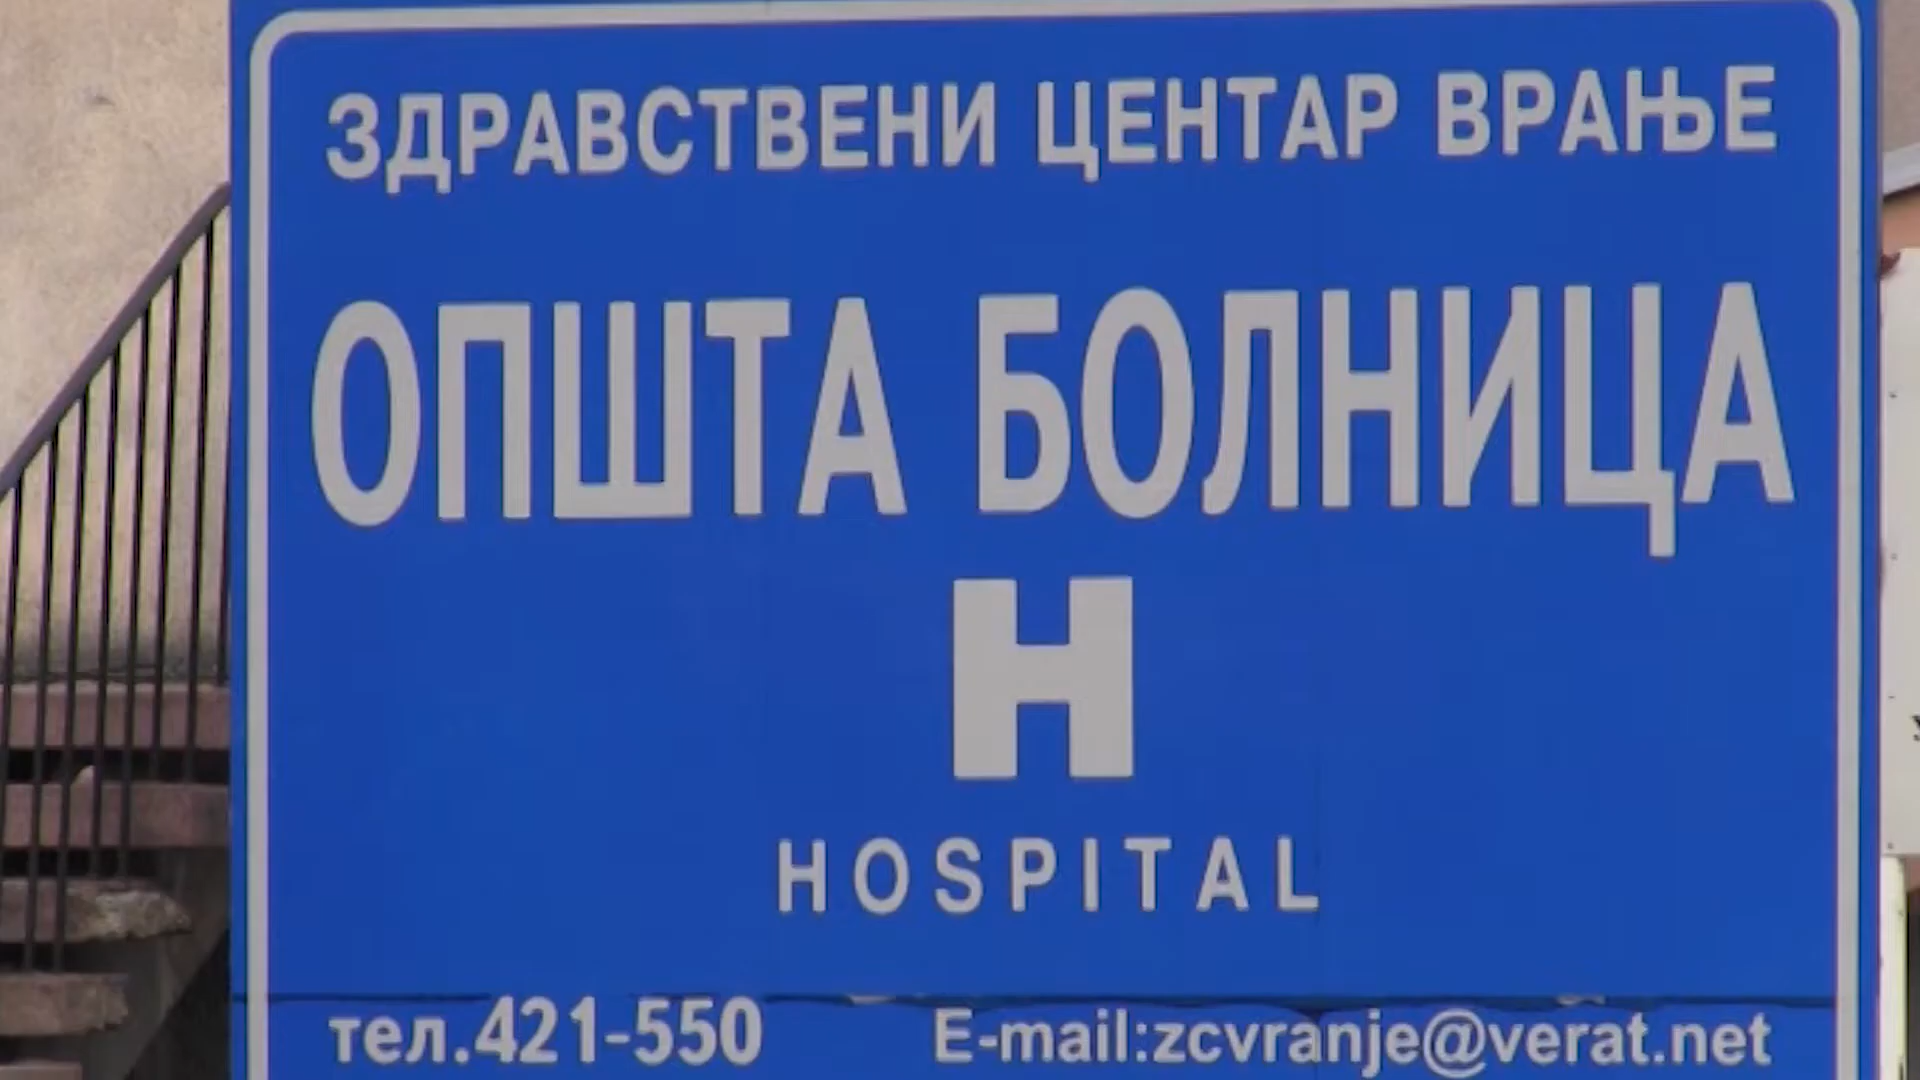 ЗДРАВСТВЕНИ ЦЕНТАР ВРАЊЕ
ОПШТА БОЛНИЦА
H
HOSPITAL
тел.421-550 E-mail:zcvranje@verat.net